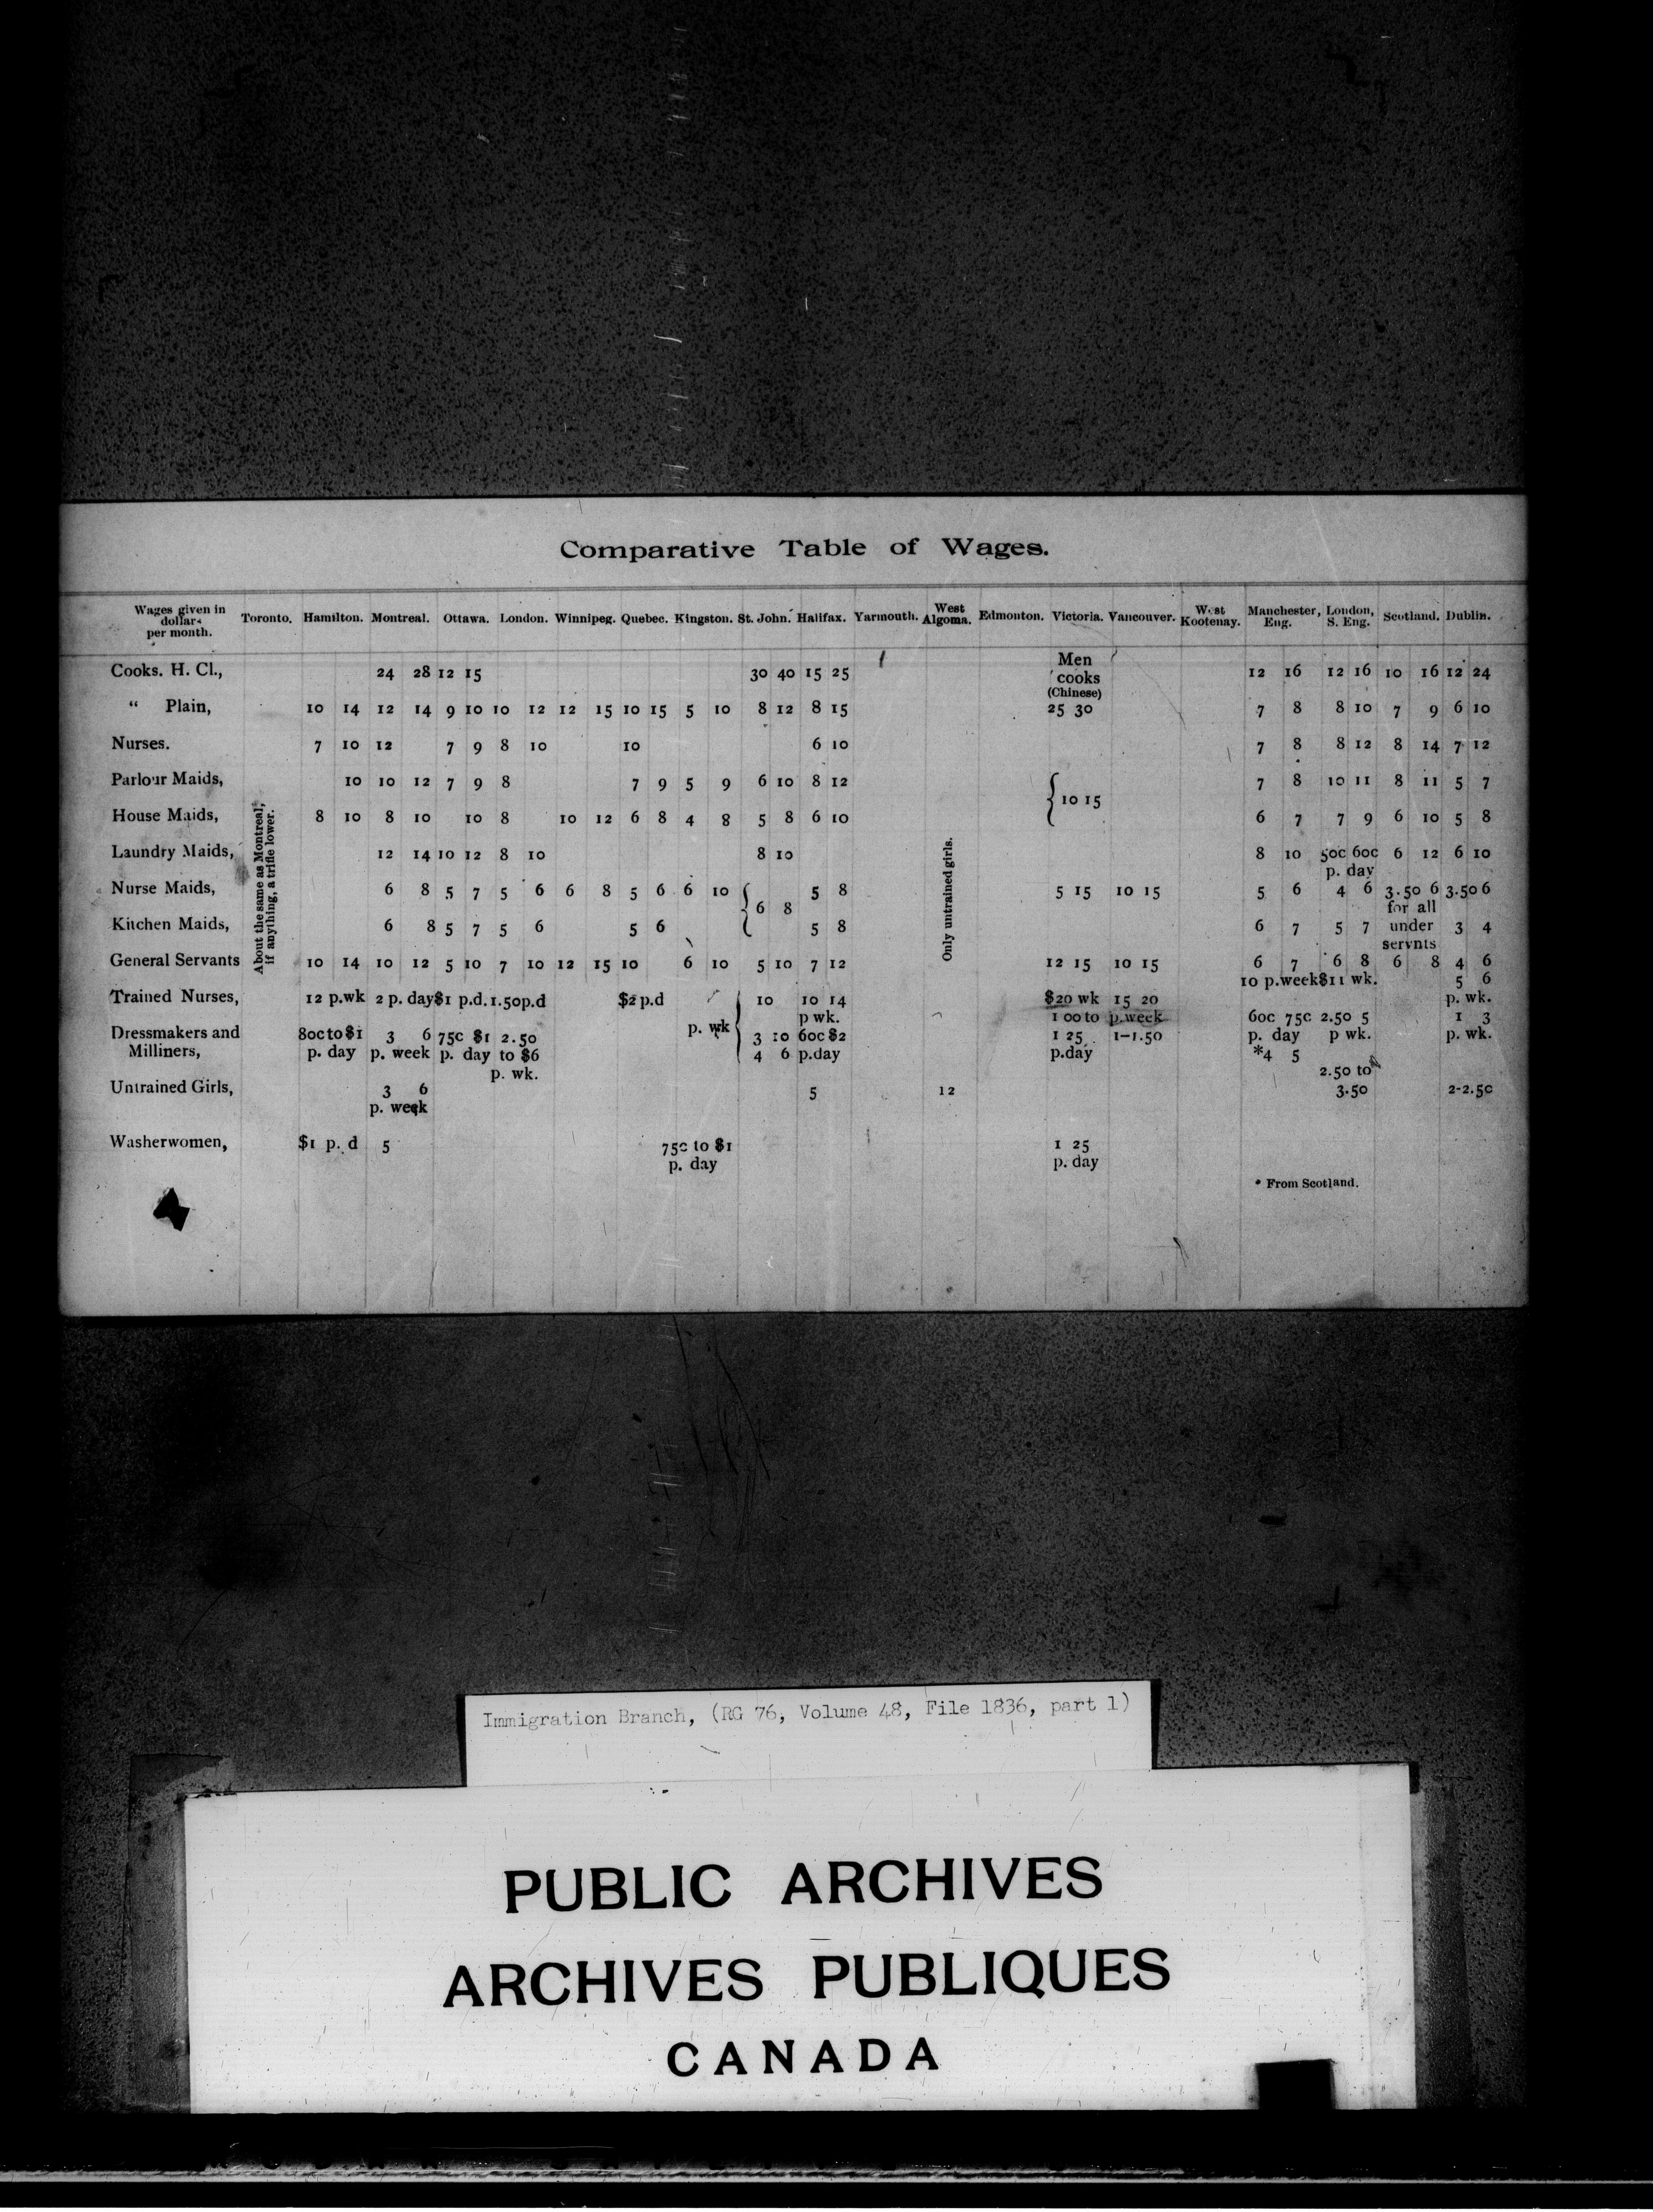 Comparative Table of Wages.
Wages given in dollars per month. Toronto. Hamilton. Montreal. Ottawa. London. Winnipeg. Quebec. Kingston. St. John. Halifax. Yarmouth. West Algoma. Edmonton. Victoria. Vancouver. West Kootenay. Manchester, Eng. London, S. Eng. Scotland. Dublin.
About the same as Montreal, if anything, a trifle lower.
Only untrained girls.
Men cooks (Chinese)
Cooks. H. Cl., 24 28 12 15 30 40 15 25 12 16 12 16 10 16 12 24
“ Plain, 10 14 12 14 9 10 10 12 12 15 10 15 5 10 8 12 8 15 25 30 7 8 8 10 7 9 6 10
Nurses. 7 10 12 7 9 8 10 10 6 10 7 8 8 12 8 14 7 12
Parlour Maids, 10 10 12 7 9 8 7 9 5 9 6 10 8 12 7 8 10 11 8 11 5 7
{ 10 15
House Maids, 8 10 8 10 10 8 10 12 6 8 4 8 5 8 6 10 6 7 7 9 6 10 5 8
Laundry Maids, 12 14 10 12 8 10 8 10 8 10 50c 60c 6 12 6 10
p. day
Nurse Maids, 6 8 5 7 5 6 6 8 5 6 6 10 5 8 5 15 10 15 5 6 4 6 3.50 6 3.50 6
{ 6 8 for all
Kitchen Maids, 6 8 5 7 5 6 5 6 5 8 6 7 5 7 under 3 4
servnts
General Servants 10 14 10 12 5 10 7 10 12 15 10 6 10 5 10 7 12 12 15 10 15 6 7 6 8 6 8 4 6
10 p.week $11 wk. 5 6
Trained Nurses, 12 p.wk 2 p. day $1 p.d. 1.50p.d $2 p.d { 10 10 14 $20 wk 15 20 p. wk.
p wk. 1 00 to p.week 60c 75c 2.50 5 1 3
Dressmakers and 80c to $1 3 6 75c $1 2.50 p. wk 3 10 60c $2 1 25 1-1.50 p. day p wk. p. wk.
Milliners, p. day p. week p. day to $6 4 6 p.day p.day *4 5
p. wk. 2.50 to
Untrained Girls, 3 6 5 12 3.50 2-2.50
p. week
Washerwomen, $1 p. d 5 75c to $1 1 25
p. day p. day
* From Scotland.
Immigration Branch, (RG 76, Volume 48, File 1836, part 1)
PUBLIC ARCHIVES
ARCHIVES PUBLIQUES
CANADA